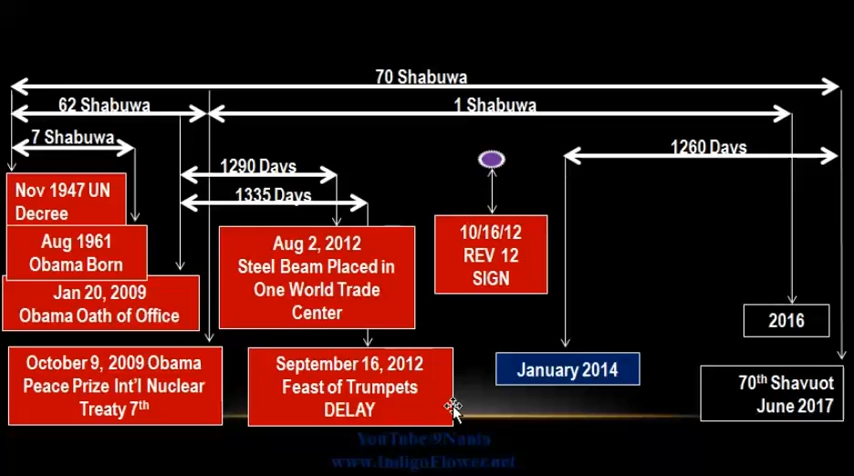 70 Shabuwa
62 Shabuwa
1 Shabuwa
7 Shabuwa
1290 Days
1260 Days
1335 Days
Nov 1947 UN
Decree
Aug 1961
Obama Born
Jan 20, 2009
Obama Oath of Office
October 9, 2009 Obama
Peace Prize Int'l Nuclear
Treaty 7th
Aug 2, 2012
Steel Beam Placed in
One World Trade
Center
September 16, 2012
Feast of Trumpets
DELAY
10/16/12
REV 12
SIGN
January 2014
2016
70th Shavuot
June 2017
www.IndigoFlower.net